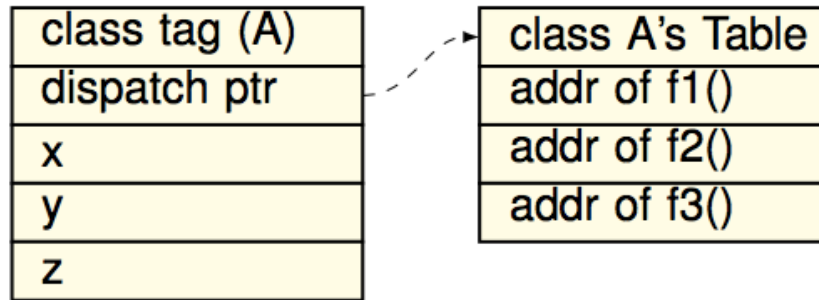 class tag (A)
dispatch ptr
x
y
z
class A's Table
addr of f1()
addr of f2()
addr of f3()